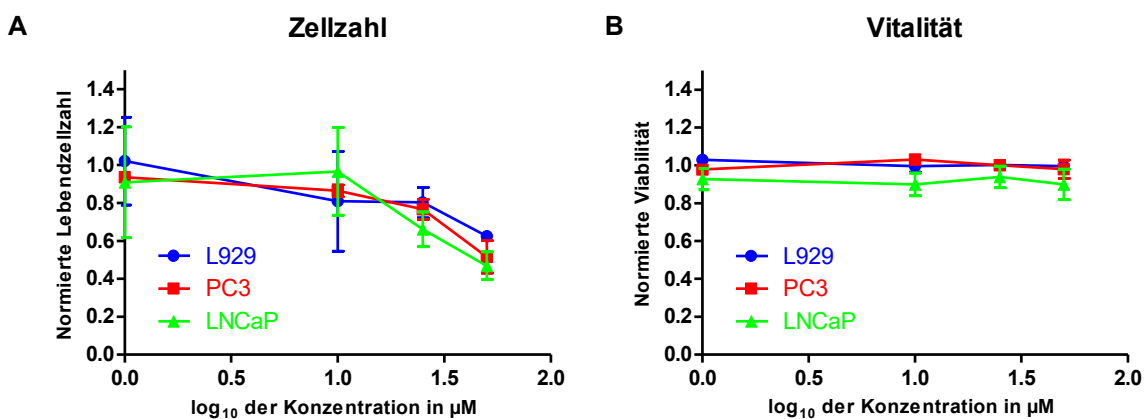 A
Zellzahl
Normierte Lebendzellzahl
1.4
1.2
1.0
0.8
0.6
0.4
0.2
0.0
L929
PC3
LNCaP
0.0 0.5 1.0 1.5 2.0
log10 der Konzentration in µM
B
Vitalität
Normierte Viabilität
1.4
1.2
1.0
0.8
0.6
0.4
0.2
0.0
L929
PC3
LNCaP
0.0 0.5 1.0 1.5 2.0
log10 der Konzentration in µM